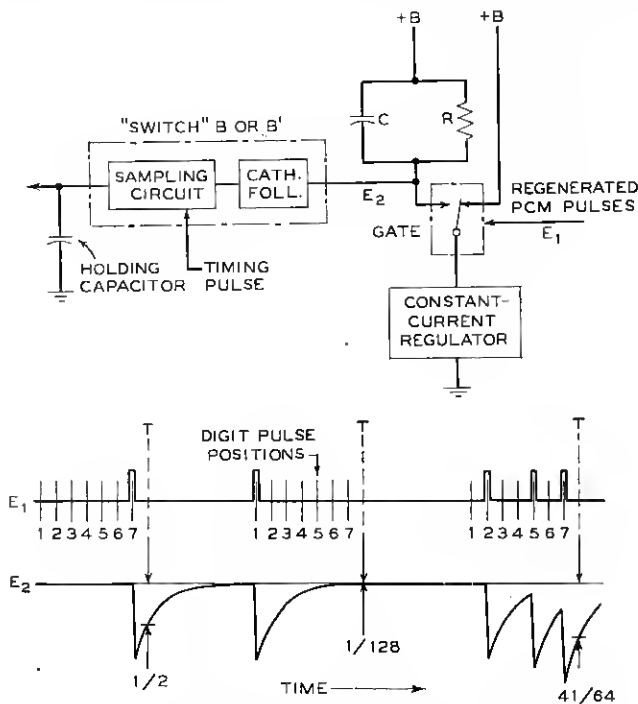 +B +B
"SWITCH" B OR B'
C R
SAMPLING CIRCUIT
CATH. FOLL.
E2
REGENERATED PCM PULSES
E1
GATE
HOLDING CAPACITOR
TIMING PULSE
CONSTANT-CURRENT REGULATOR
T T T
DIGIT PULSE POSITIONS
E1
1 2 3 4 5 6 7 1 2 3 4 5 6 7 1 2 3 4 5 6 7
E2
1/2
1/128
41/64
TIME